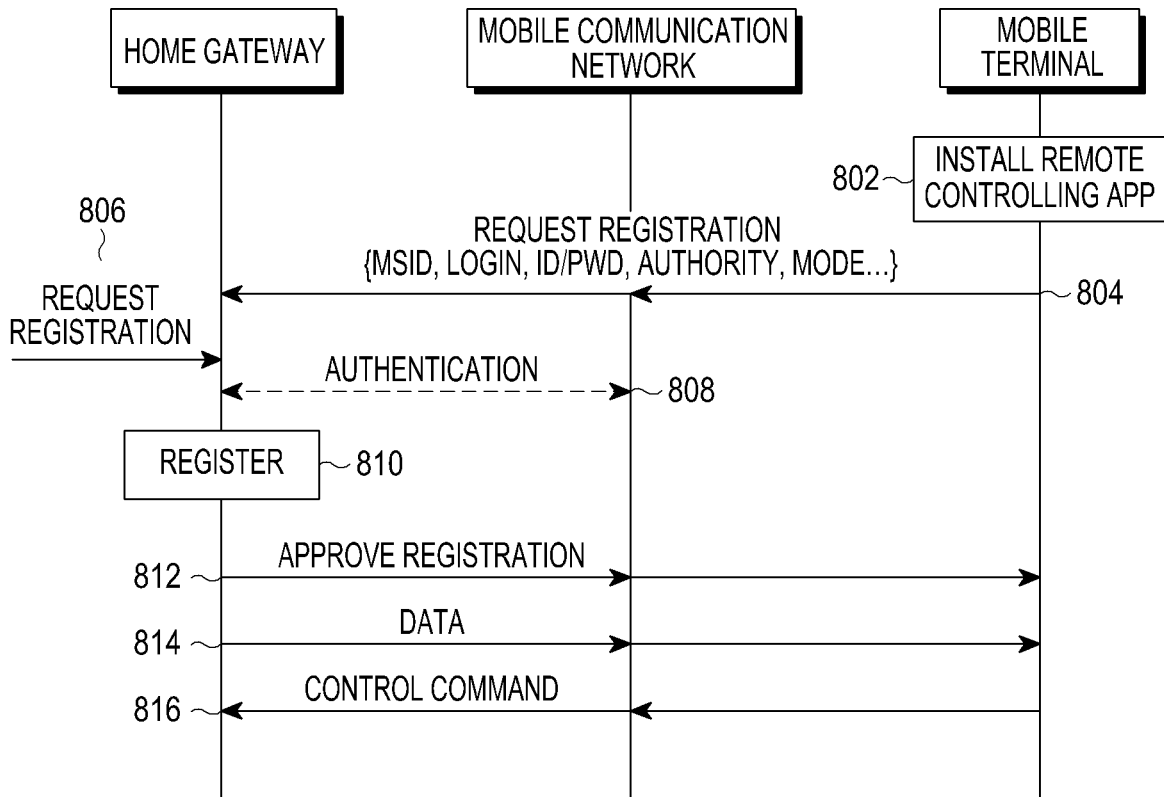 HOME GATEWAY
MOBILE COMMUNICATION
NETWORK
MOBILE
TERMINAL
802
INSTALL REMOTE
CONTROLLING APP
806
REQUEST REGISTRATION
{MSID, LOGIN, ID/PWD, AUTHORITY, MODE...}
804
REQUEST
REGISTRATION
AUTHENTICATION
808
REGISTER
810
APPROVE REGISTRATION
812
DATA
814
CONTROL COMMAND
816